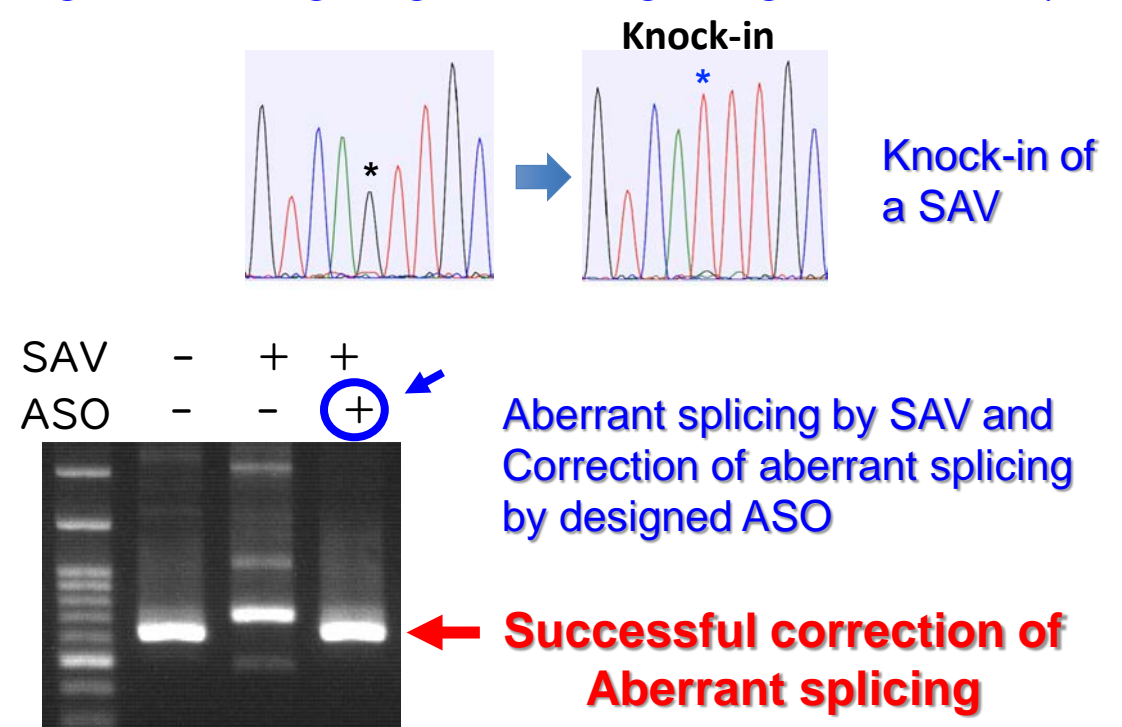 Knock-in
*
*
Knock-in of
a SAV
SAV - + +
ASO - - +
Aberrant splicing by SAV and
Correction of aberrant splicing
by designed ASO
Successful correction of
Aberrant splicing